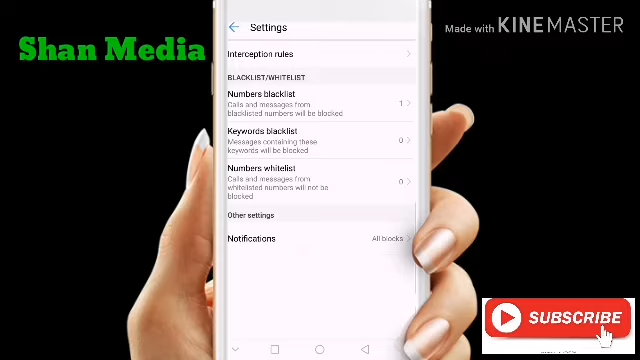 Settings
Made with KINEMASTER
Shan Media
Interception rules
BLACKLIST/WHITELIST
Numbers blacklist
Calls and messages from
blacklisted numbers will be blocked
1
Keywords blacklist
Messages containing these
keywords will be blocked
0
Numbers whitelist
Calls and messages from
whitelisted numbers will not be
blocked
0
Other settings
Notifications
All blocks
SUBSCRIBE